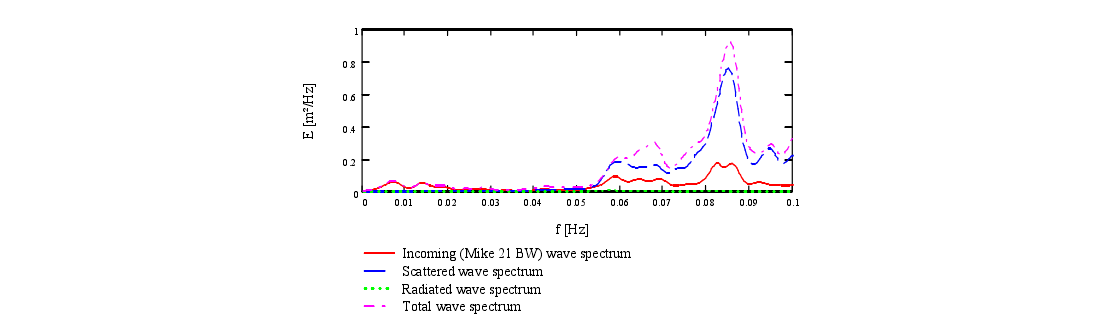 1
0.8
0.6
0.4
0.2
0
E [m²/Hz]
0 0.01 0.02 0.03 0.04 0.05 0.06 0.07 0.08 0.09 0.1
f [Hz]
Incoming (Mike 21 BW) wave spectrum
Scattered wave spectrum
Radiated wave spectrum
Total wave spectrum